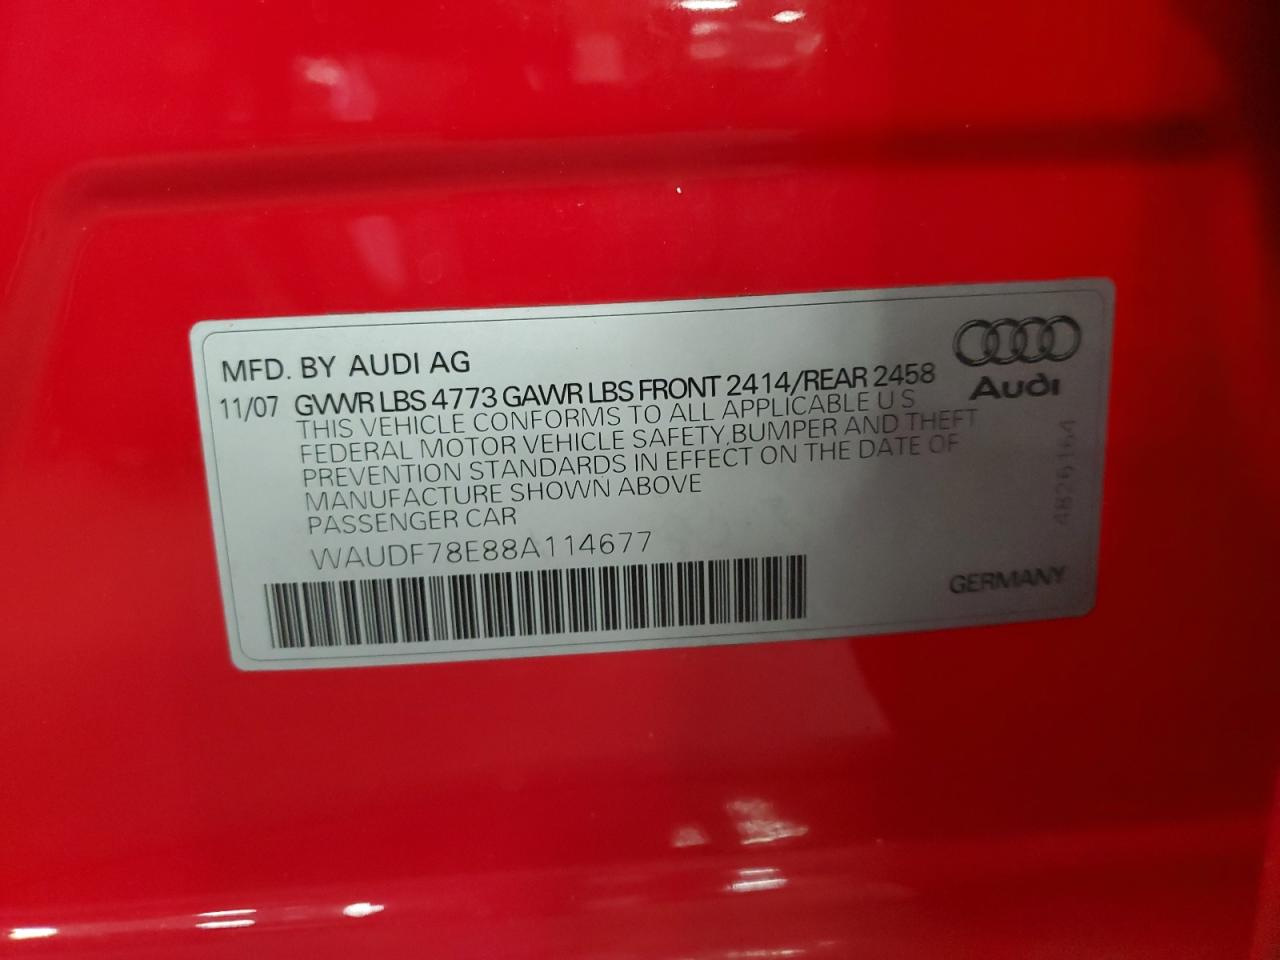 MFD. BY AUDI AG
11/07 GVWR LBS 4773 GAWR LBS FRONT 2414/REAR 2458
THIS VEHICLE CONFORMS TO ALL APPLICABLE U S
FEDERAL MOTOR VEHICLE SAFETY,BUMPER AND THEFT
PREVENTION STANDARDS IN EFFECT ON THE DATE OF
MANUFACTURE SHOWN ABOVE
PASSENGER CAR
WAUDF78E88A114677
Audi
4826164
GERMANY